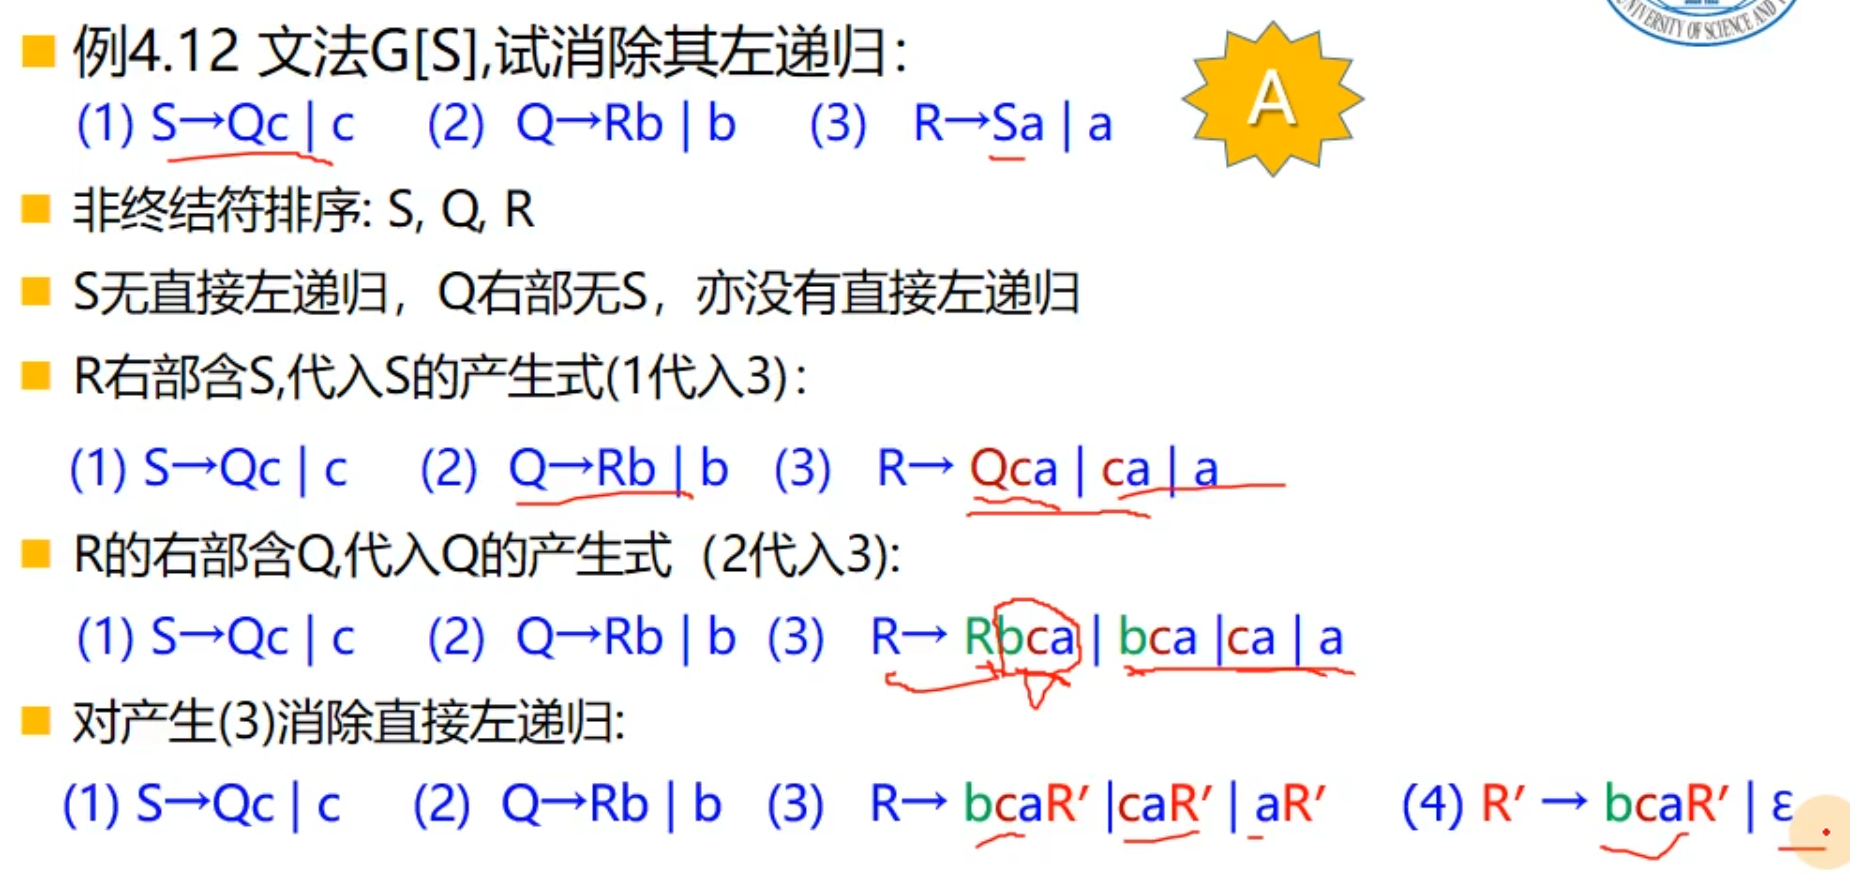 例4.12 文法G[S],试消除其左递归：
(1) S→Qc | c (2) Q→Rb | b (3) R→Sa | a
A
UNIVERSITY OF SCIENCE AND
非终结符排序: S, Q, R
S无直接左递归，Q右部无S，亦没有直接左递归
R右部含S,代入S的产生式(1代入3)：
(1) S→Qc | c (2) Q→Rb | b (3) R→ Qca | ca | a
R的右部含Q,代入Q的产生式（2代入3):
(1) S→Qc | c (2) Q→Rb | b (3) R→ Rbca | bca |ca | a
对产生(3)消除直接左递归:
(1) S→Qc | c (2) Q→Rb | b (3) R→ bcaR′ |caR′ | aR′ (4) R′ → bcaR′ | ε